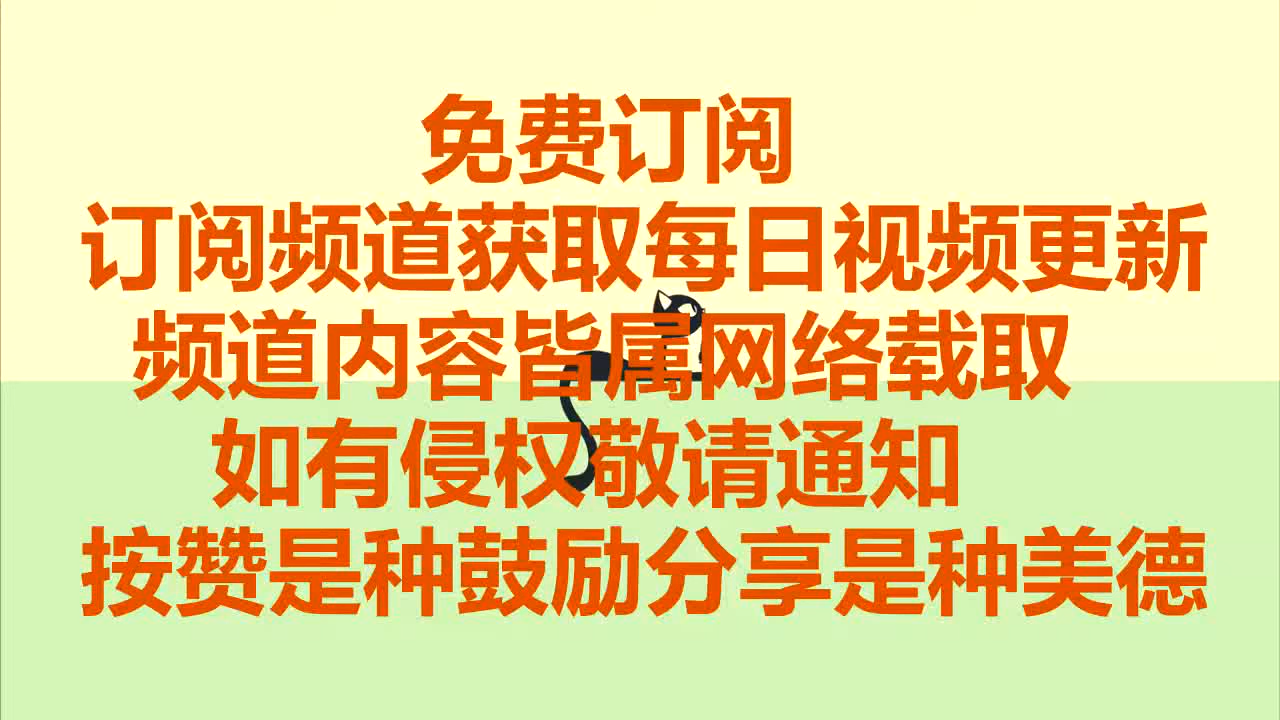 免费订阅
订阅频道获取每日视频更新
频道内容皆属网络载取
如有侵权敬请通知
按赞是种鼓励分享是种美德